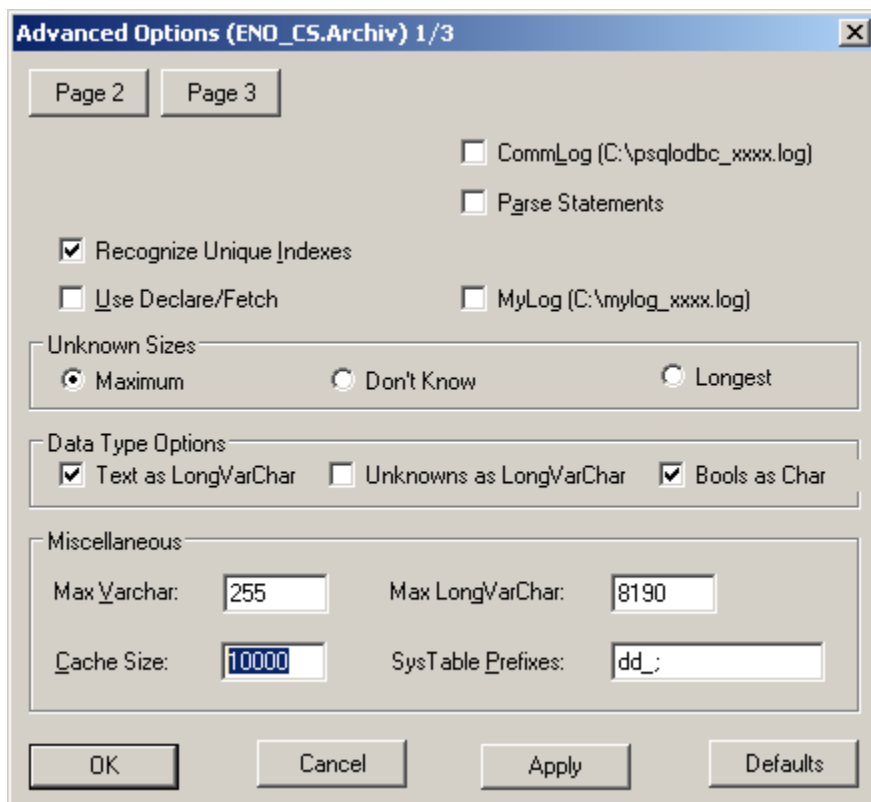 Advanced Options (ENO_CS.Archiv) 1/3
Page 2 Page 3
CommLog (C:\psqlodbc_xxxx.log)
Parse Statements
Recognize Unique Indexes
Use Declare/Fetch MyLog (C:\mylog_xxxx.log)
Unknown Sizes
Maximum Don't Know Longest
Data Type Options
Text as LongVarChar Unknowns as LongVarChar Bools as Char
Miscellaneous
Max Varchar: 255 Max LongVarChar: 8190
Cache Size: 10000 SysTable Prefixes: dd_;
OK Cancel Apply Defaults